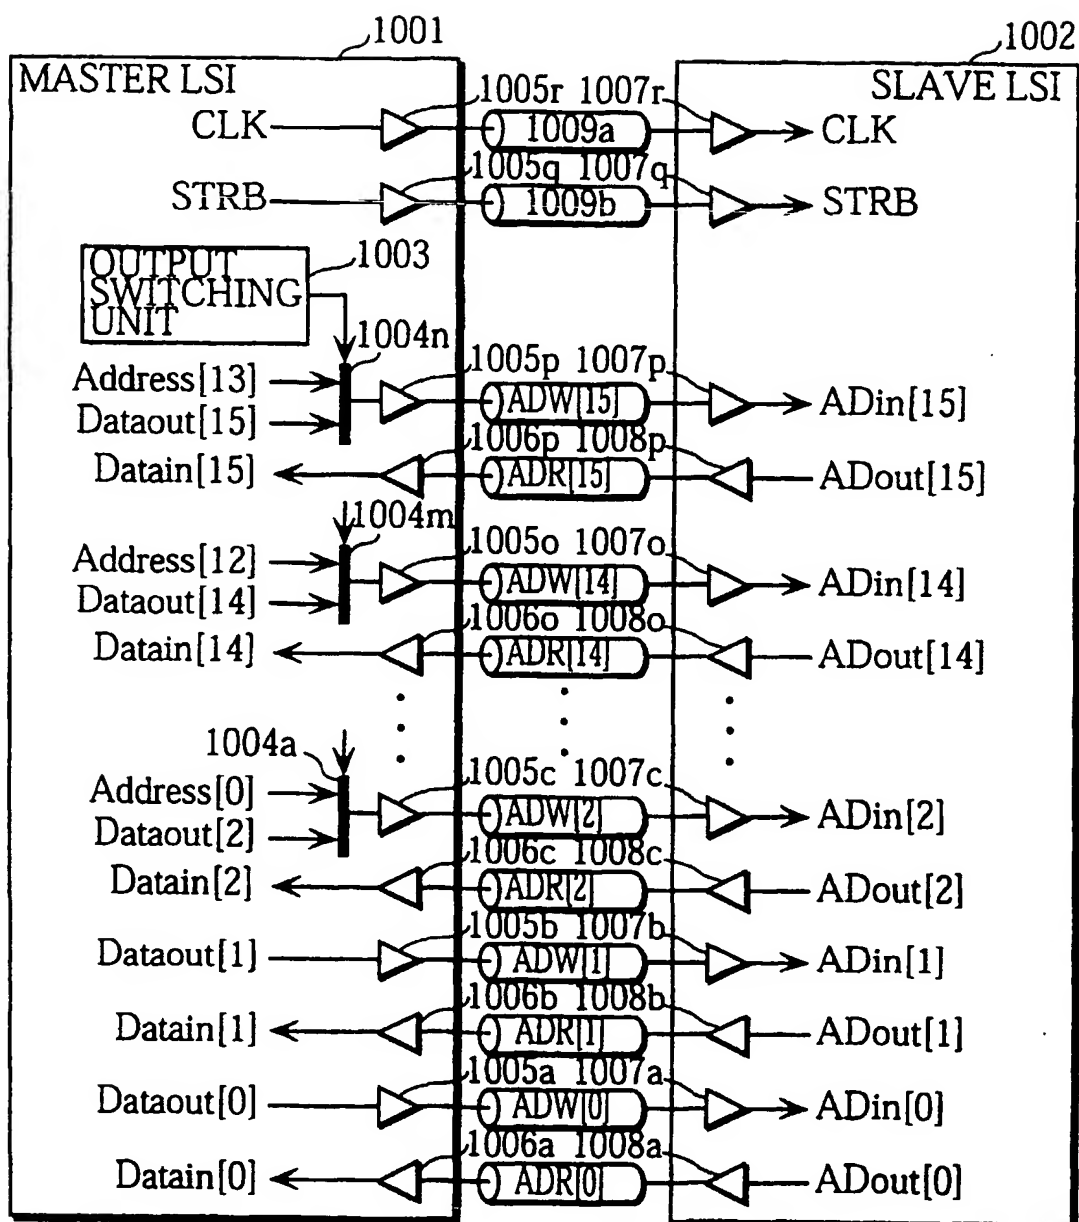 1001
1002
MASTER LSI
SLAVE LSI
1005r 1007r
CLK
1009a
CLK
1005q 1007q
STRB
1009b
STRB
OUTPUT
SWITCHING
UNIT
1003
1004n
1005p 1007p
Address[13]
Dataout[15]
ADW[15]
ADin[15]
1006p 1008p
Datain[15]
ADR[15]
ADout[15]
1004m
1005o 1007o
Address[12]
Dataout[14]
ADW[14]
ADin[14]
1006o 1008o
Datain[14]
ADR[14]
ADout[14]
1004a
1005c 1007c
Address[0]
Dataout[2]
ADW[2]
ADin[2]
1006c 1008c
Datain[2]
ADR[2]
ADout[2]
1005b 1007b
Dataout[1]
ADW[1]
ADin[1]
1006b 1008b
Datain[1]
ADR[1]
ADout[1]
1005a 1007a
Dataout[0]
ADW[0]
ADin[0]
1006a 1008a
Datain[0]
ADR[0]
ADout[0]